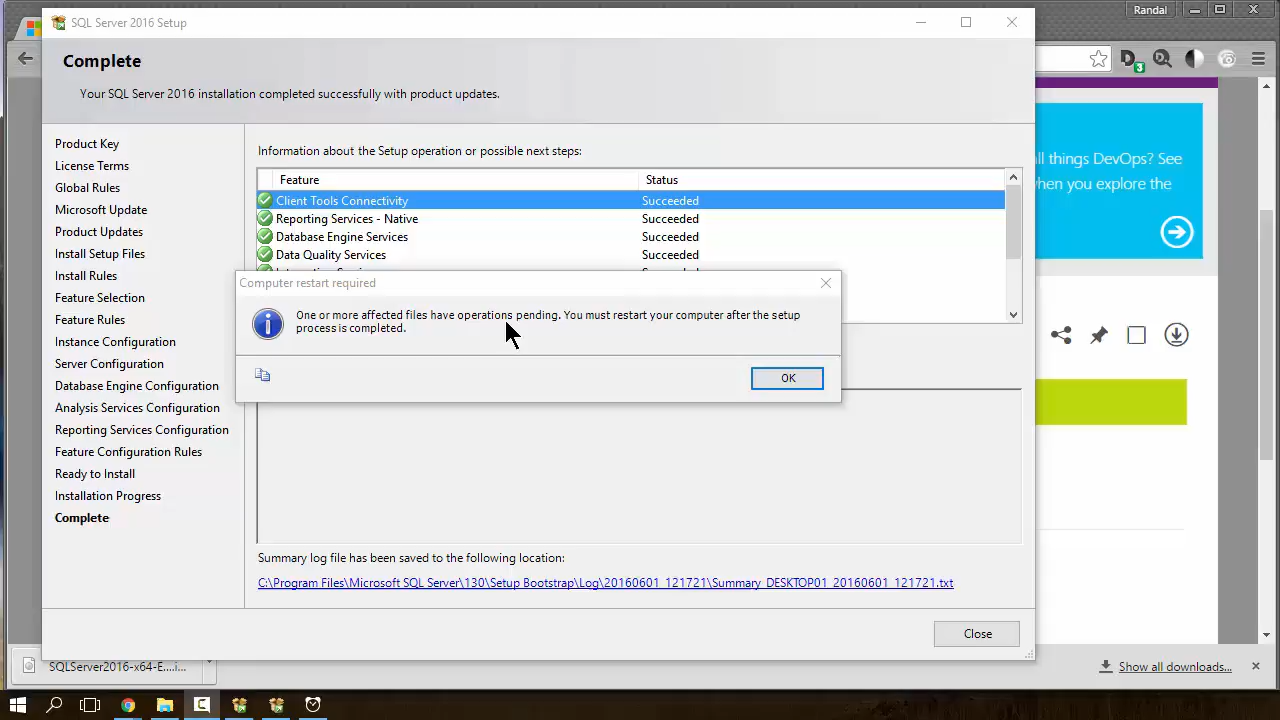 SQL Server 2016 Setup
Randal
Complete
Your SQL Server 2016 installation completed successfully with product updates.
3
Product Key
License Terms
Global Rules
Microsoft Update
Product Updates
Install Setup Files
Install Rules
Feature Selection
Feature Rules
Instance Configuration
Server Configuration
Database Engine Configuration
Analysis Services Configuration
Reporting Services Configuration
Feature Configuration Rules
Ready to Install
Installation Progress
Complete
Information about the Setup operation or possible next steps:
Feature Status
Client Tools Connectivity Succeeded
Reporting Services - Native Succeeded
Database Engine Services Succeeded
Data Quality Services Succeeded
Computer restart required
One or more affected files have operations pending. You must restart your computer after the setup
process is completed.
OK
Summary log file has been saved to the following location:
C:\Program Files\Microsoft SQL Server\130\Setup Bootstrap\Log\20160601_121721\Summary_DESKTOP01_20160601_121721.txt
Close
all things DevOps? See
when you explore the
SQLServer2016-x64-E....i...
Show all downloads...